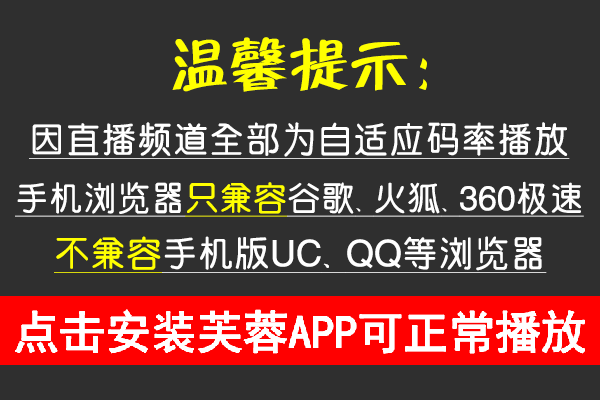 温馨提示：
因直播频道全部为自适应码率播放
手机浏览器只兼容谷歌、火狐、360极速
不兼容手机版UC、QQ等浏览器
点击安装芙蓉APP可正常播放